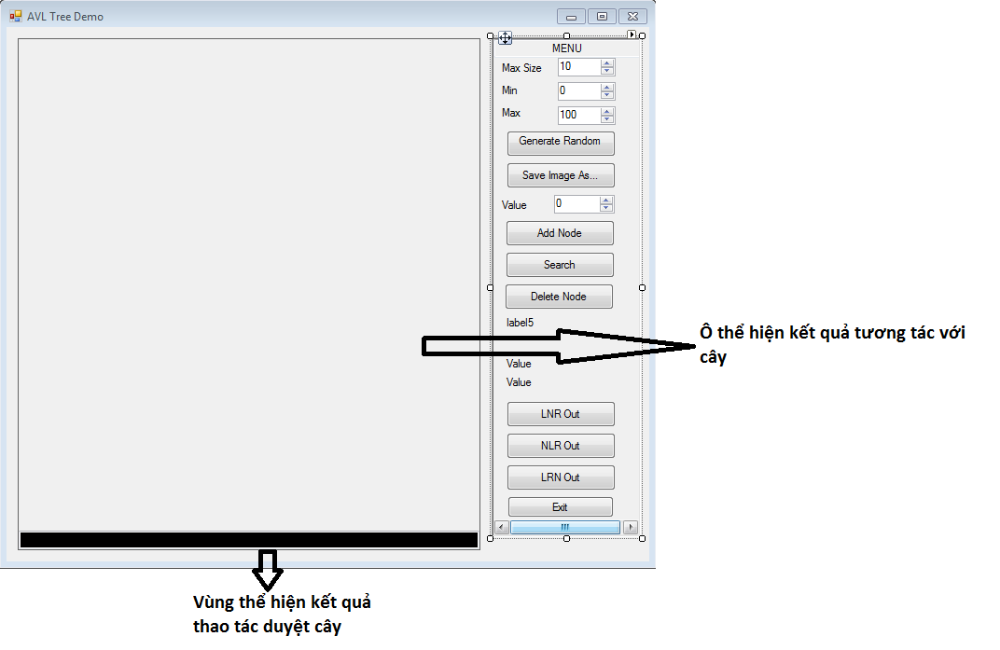 AVL Tree Demo
MENU
Max Size 10
Min 0
Max 100
Generate Random
Save Image As...
Value 0
Add Node
Search
Delete Node
label5
Ô thể hiện kết quả tương tác với
cây
Value
Value
LNR Out
NLR Out
LRN Out
Exit
Vùng thể hiện kết quả
thao tác duyệt cây